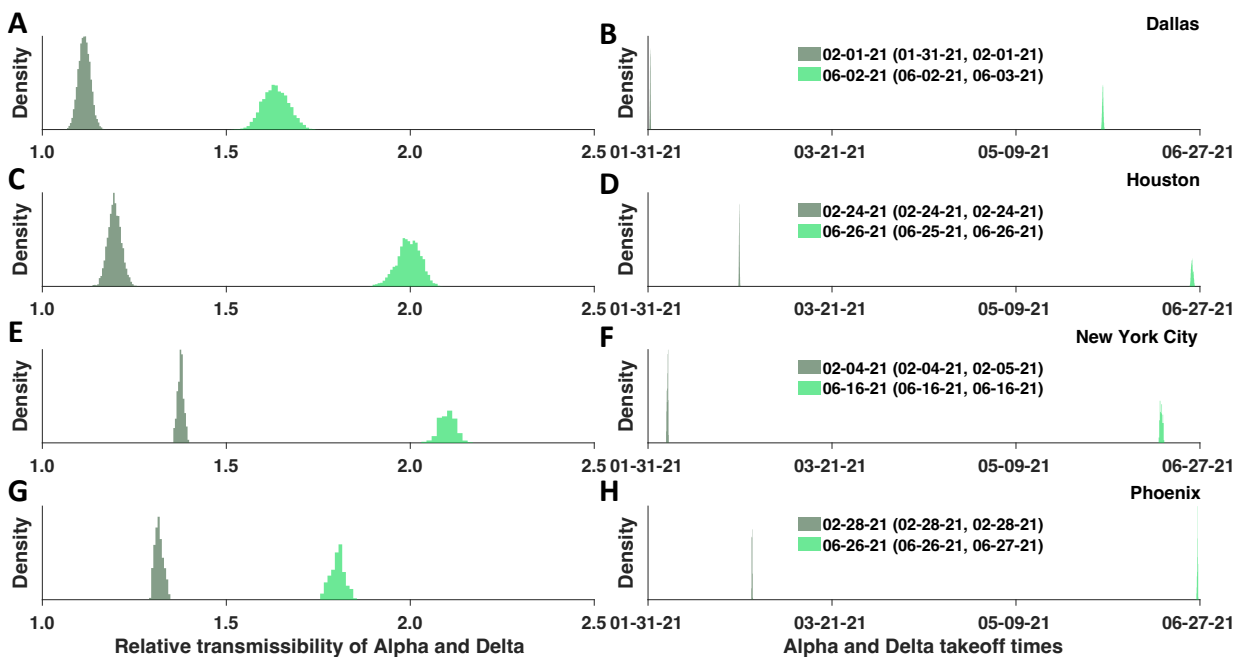 A
Density
1.0
1.5
2.0
2.5
B
Dallas
Density
02-01-21 (01-31-21, 02-01-21)
06-02-21 (06-02-21, 06-03-21)
01-31-21
03-21-21
05-09-21
06-27-21
C
Density
1.0
1.5
2.0
2.5
D
Houston
Density
02-24-21 (02-24-21, 02-24-21)
06-26-21 (06-25-21, 06-26-21)
01-31-21
03-21-21
05-09-21
06-27-21
E
Density
1.0
1.5
2.0
2.5
F
New York City
Density
02-04-21 (02-04-21, 02-05-21)
06-16-21 (06-16-21, 06-16-21)
01-31-21
03-21-21
05-09-21
06-27-21
G
Density
1.0
1.5
2.0
2.5
Relative transmissibility of Alpha and Delta
H
Phoenix
Density
02-28-21 (02-28-21, 02-28-21)
06-26-21 (06-26-21, 06-27-21)
01-31-21
03-21-21
05-09-21
06-27-21
Alpha and Delta takeoff times